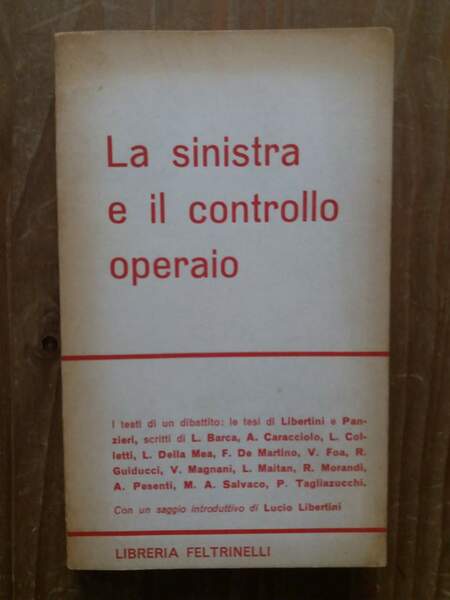 La sinistra
e il controllo
operaio
I testi di un dibattito: le tesi di Libertini e Pan-
zieri, scritti di L. Barca, A. Caracciolo, L. Col-
letti, L. Della Mea, F. De Martino, V. Foa, R.
Guiducci, V. Magnani, L. Maitan, R. Morandi,
A. Pesenti, M. A. Salvaco, P. Tagliazucchi.
Con un saggio introduttivo di Lucio Libertini
LIBRERIA FELTRINELLI